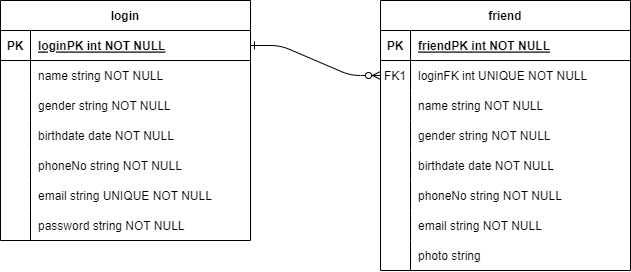 login
PK loginPK int NOT NULL
name string NOT NULL
gender string NOT NULL
birthdate date NOT NULL
phoneNo string NOT NULL
email string UNIQUE NOT NULL
password string NOT NULL
friend
PK friendPK int NOT NULL
FK1 loginFK int UNIQUE NOT NULL
name string NOT NULL
gender string NOT NULL
birthdate date NOT NULL
phoneNo string NOT NULL
email string NOT NULL
photo string